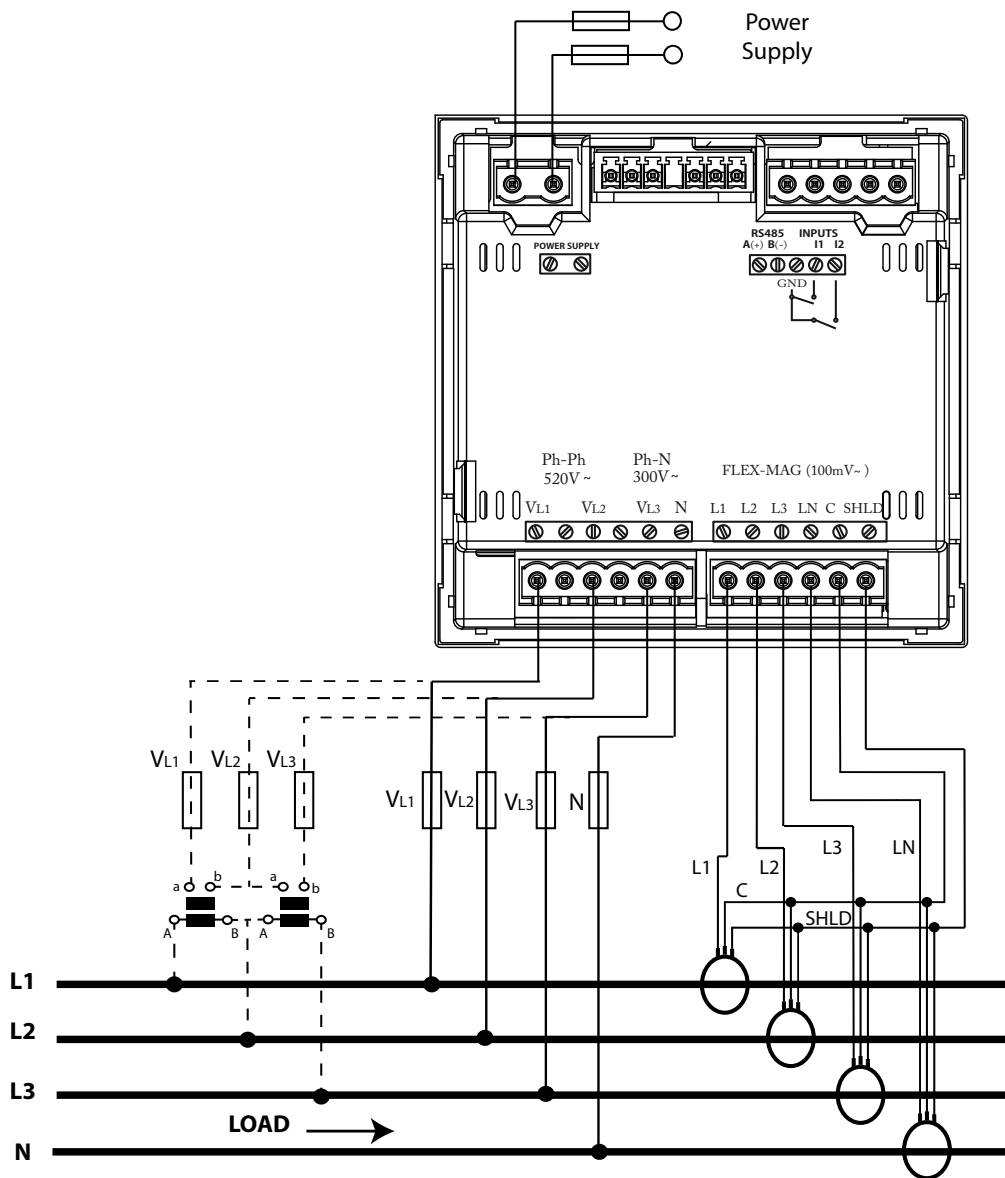 Power
Supply
POWER SUPPLY
RS485 INPUTS
A(+) B(-) I1 I2
GND
Ph-Ph
520V ~
Ph-N
300V ~
FLEX-MAG (100mV~ )
VL1 VL2 VL3 N
L1 L2 L3 LN C SHLD
VL1 VL2 VL3
VL1 VL2 VL3 N
L1 L2 L3 LN
C
SHLD
a b a b
A B A B
L1
L2
L3
LOAD
N